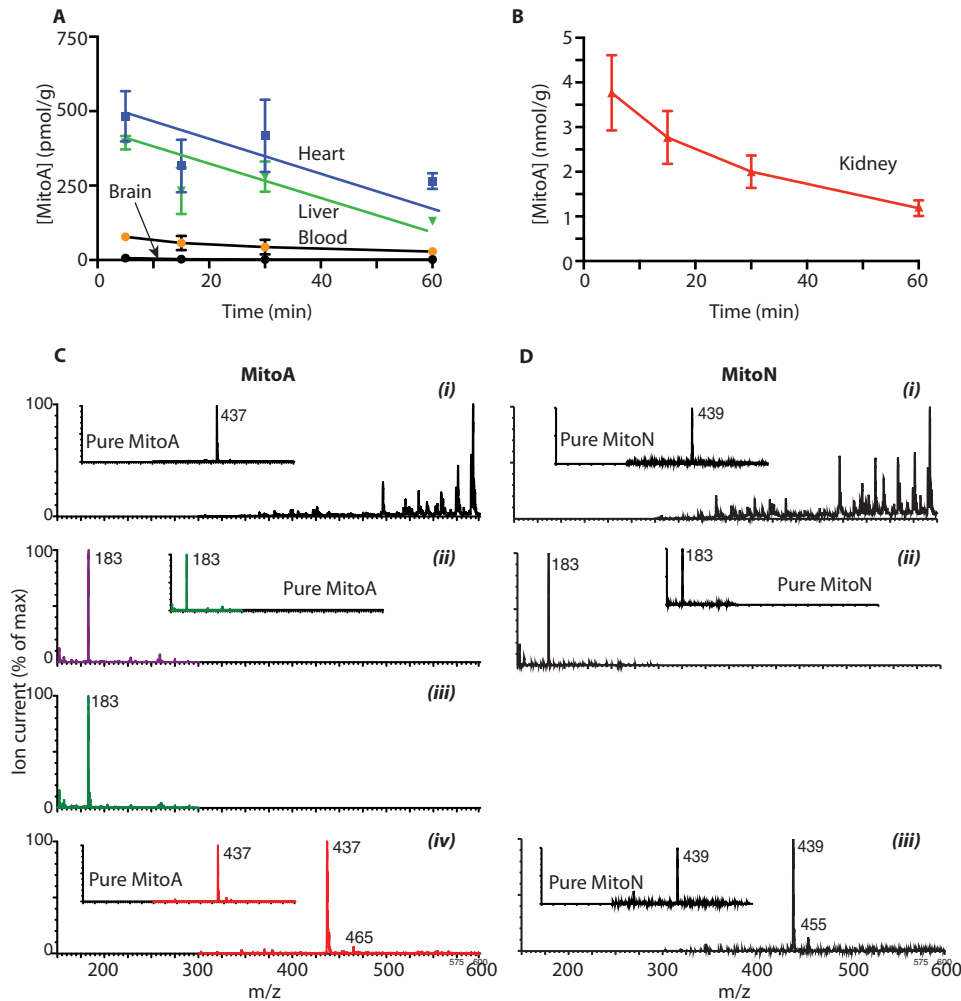 A
750
500
250
0
[MitoA] (pmol/g)
Heart
Brain
Liver
Blood
0 20 40 60
Time (min)
B
5
4
3
2
1
0
[MitoA] (nmol/g)
Kidney
0 20 40 60
Time (min)
C
MitoA
(i)
100
0
437
Pure MitoA
(ii)
100
0
183
183
Pure MitoA
(iii)
100
0
183
(iv)
100
0
437
437
Pure MitoA
465
575 600
200 300 400 500 600
m/z
Ion current (% of max)
D
MitoN
(i)
439
Pure MitoN
(ii)
183
183
Pure MitoN
(iii)
439
439
Pure MitoN
455
575 600
200 300 400 500 600
m/z